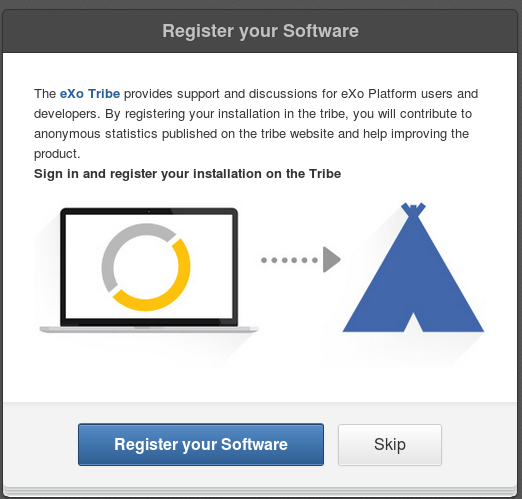 Register your Software
The eXo Tribe provides support and discussions for eXo Platform users and
developers. By registering your installation in the tribe, you will contribute to
anonymous statistics published on the tribe website and help improving the
product.
Sign in and register your installation on the Tribe
Register your Software
Skip